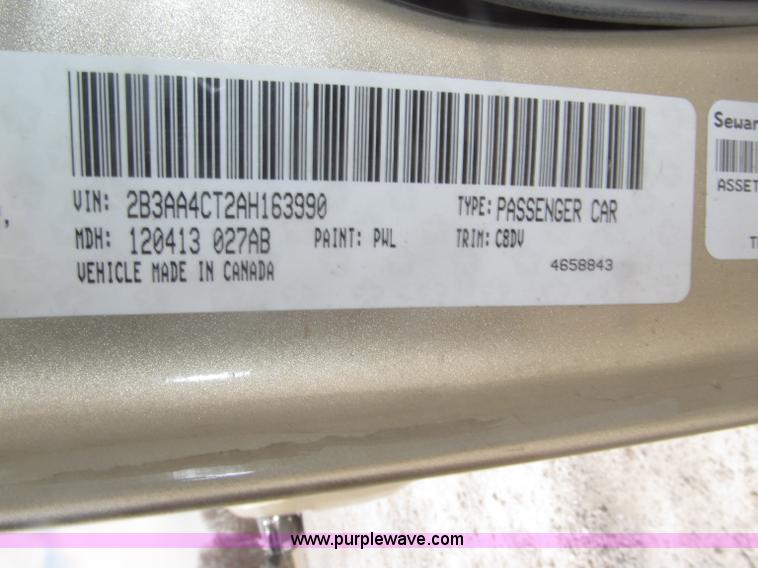 VIN: 2B3AA4CT2AH163990 TYPE: PASSENGER CAR
MDH: 120413 027AB PAINT: PWL TRIM: C8DV
VEHICLE MADE IN CANADA 4658843
Sewar
ASSET
www.purplewave.com